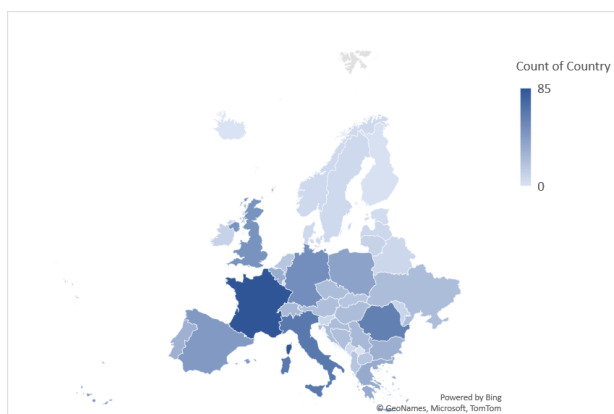 Count of Country
85
0
Powered by Bing
© GeoNames, Microsoft, TomTom